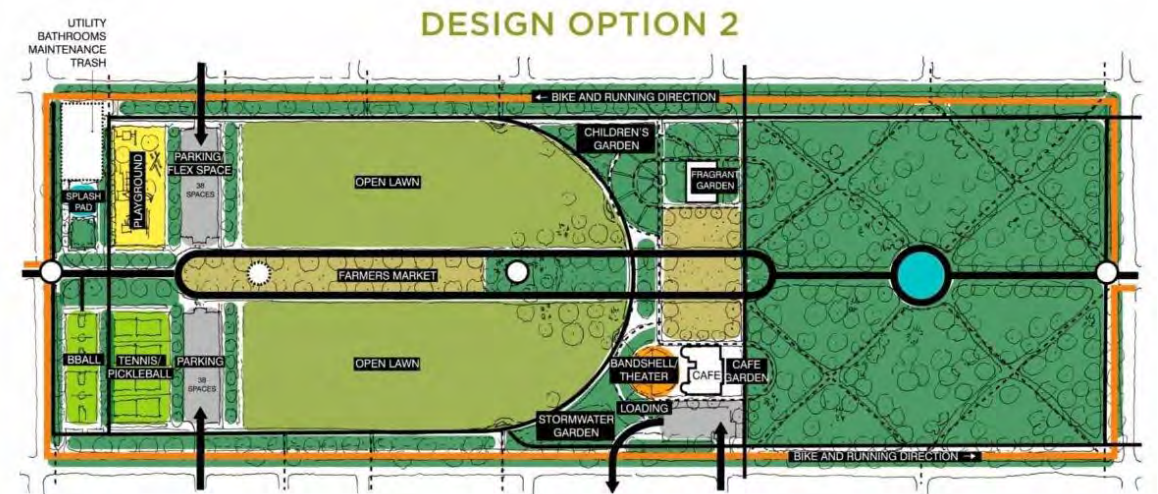 DESIGN OPTION 2
UTILITY
BATHROOMS
MAINTENANCE
TRASH
← BIKE AND RUNNING DIRECTION
CHILDREN'S
GARDEN
PARKING
FLEX SPACE
38
SPACES
PLAYGROUND
OPEN LAWN
FRAGRANT
GARDEN
SPLASH
PAD
FARMERS MARKET
BBALL
TENNIS/
PICKLEBALL
PARKING
38
SPACES
OPEN LAWN
BANDSHELL/
THEATER
CAFE
CAFE
GARDEN
LOADING
STORMWATER
GARDEN
BIKE AND RUNNING DIRECTION →